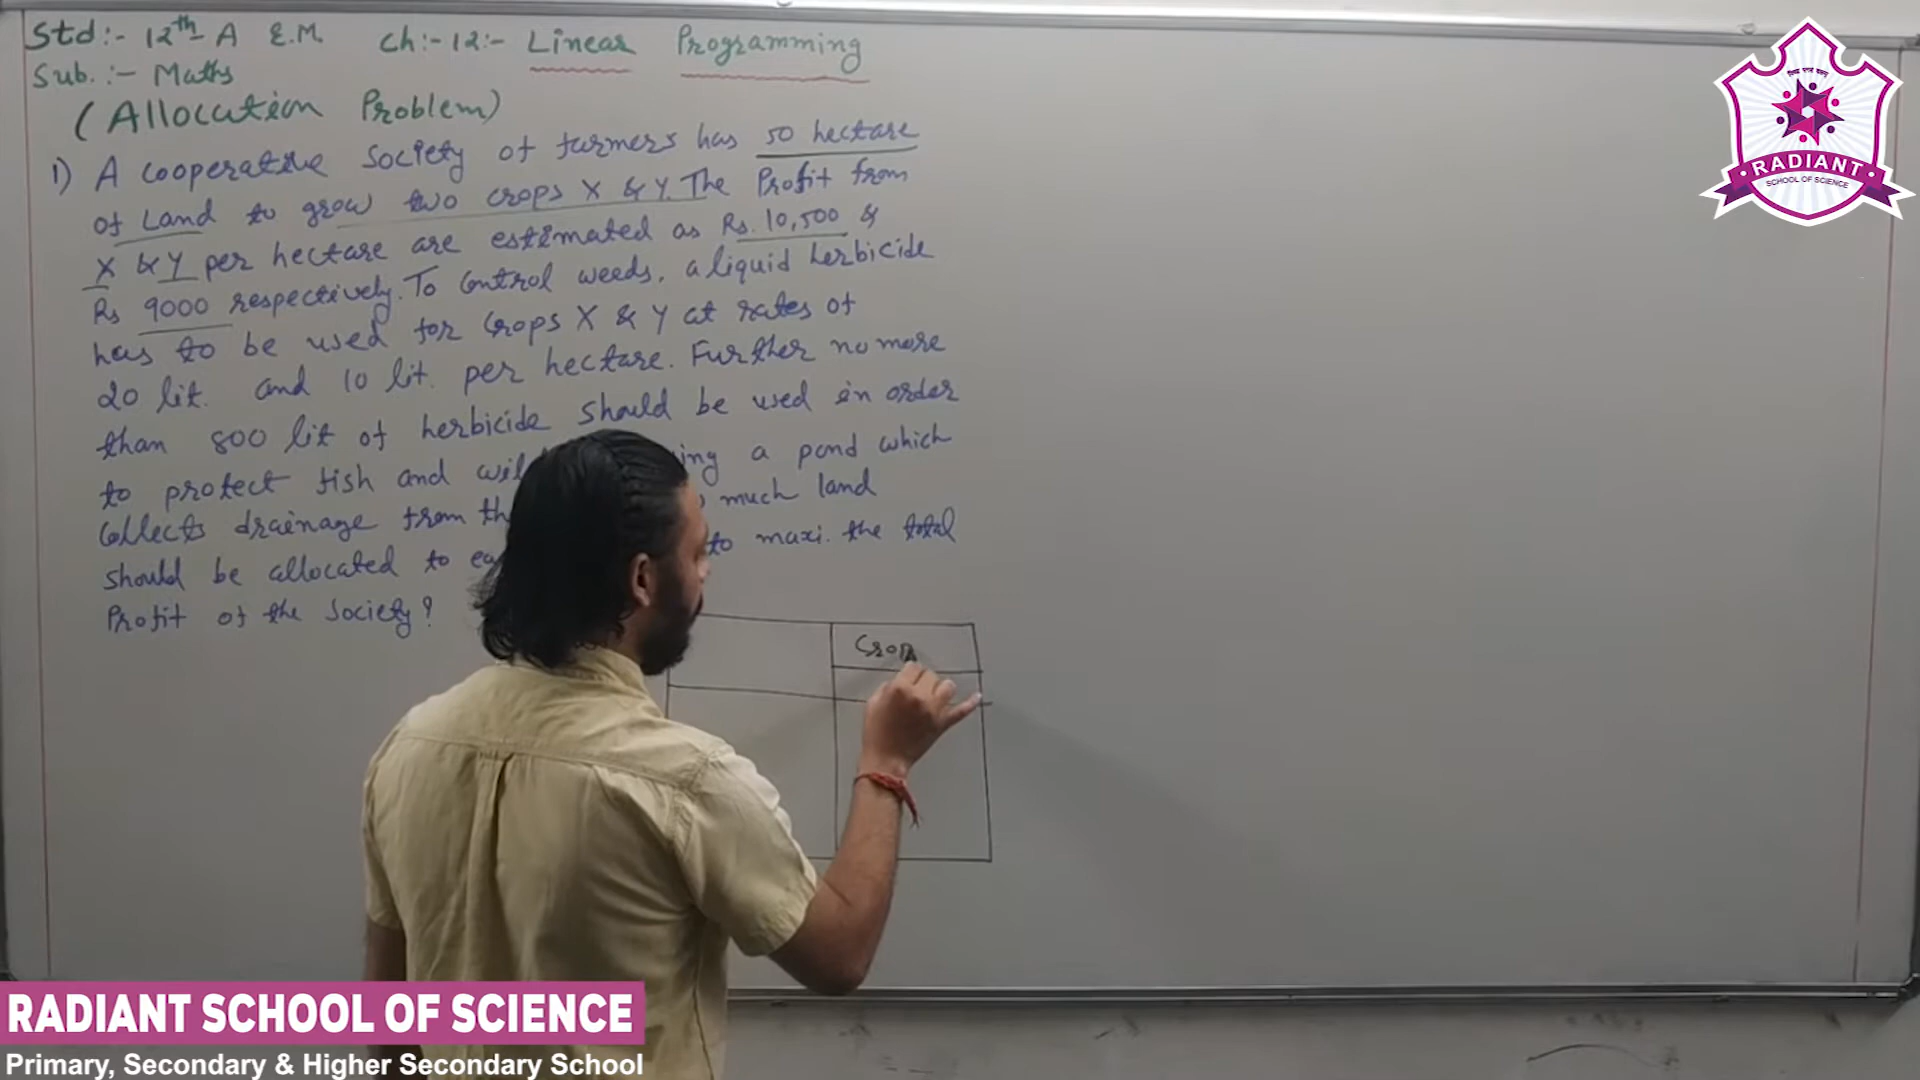 Std:- 12th-A E.M. Ch:-12:- Linear Programming
Sub.:- Maths
(Allocation Problem)
1) A cooperative Society of farmers has 50 hectare
of Land to grow two crops X & Y. The Profit from
X & Y per hectare are estimated as Rs. 10,500 &
Rs 9000 respectively. To Control weeds, a liquid herbicide
has to be used for Crops X & Y at rates of
20 lit. and 10 lit. per hectare. Further no more
than 800 lit of herbicide should be used in order
to protect fish and wil ing a pond which
Collects drainage from th much land
should be allocated to ea to maxi. the total
Profit of the Society?
Crop
RADIANT
SCHOOL OF SCIENCE
RADIANT SCHOOL OF SCIENCE
Primary, Secondary & Higher Secondary School